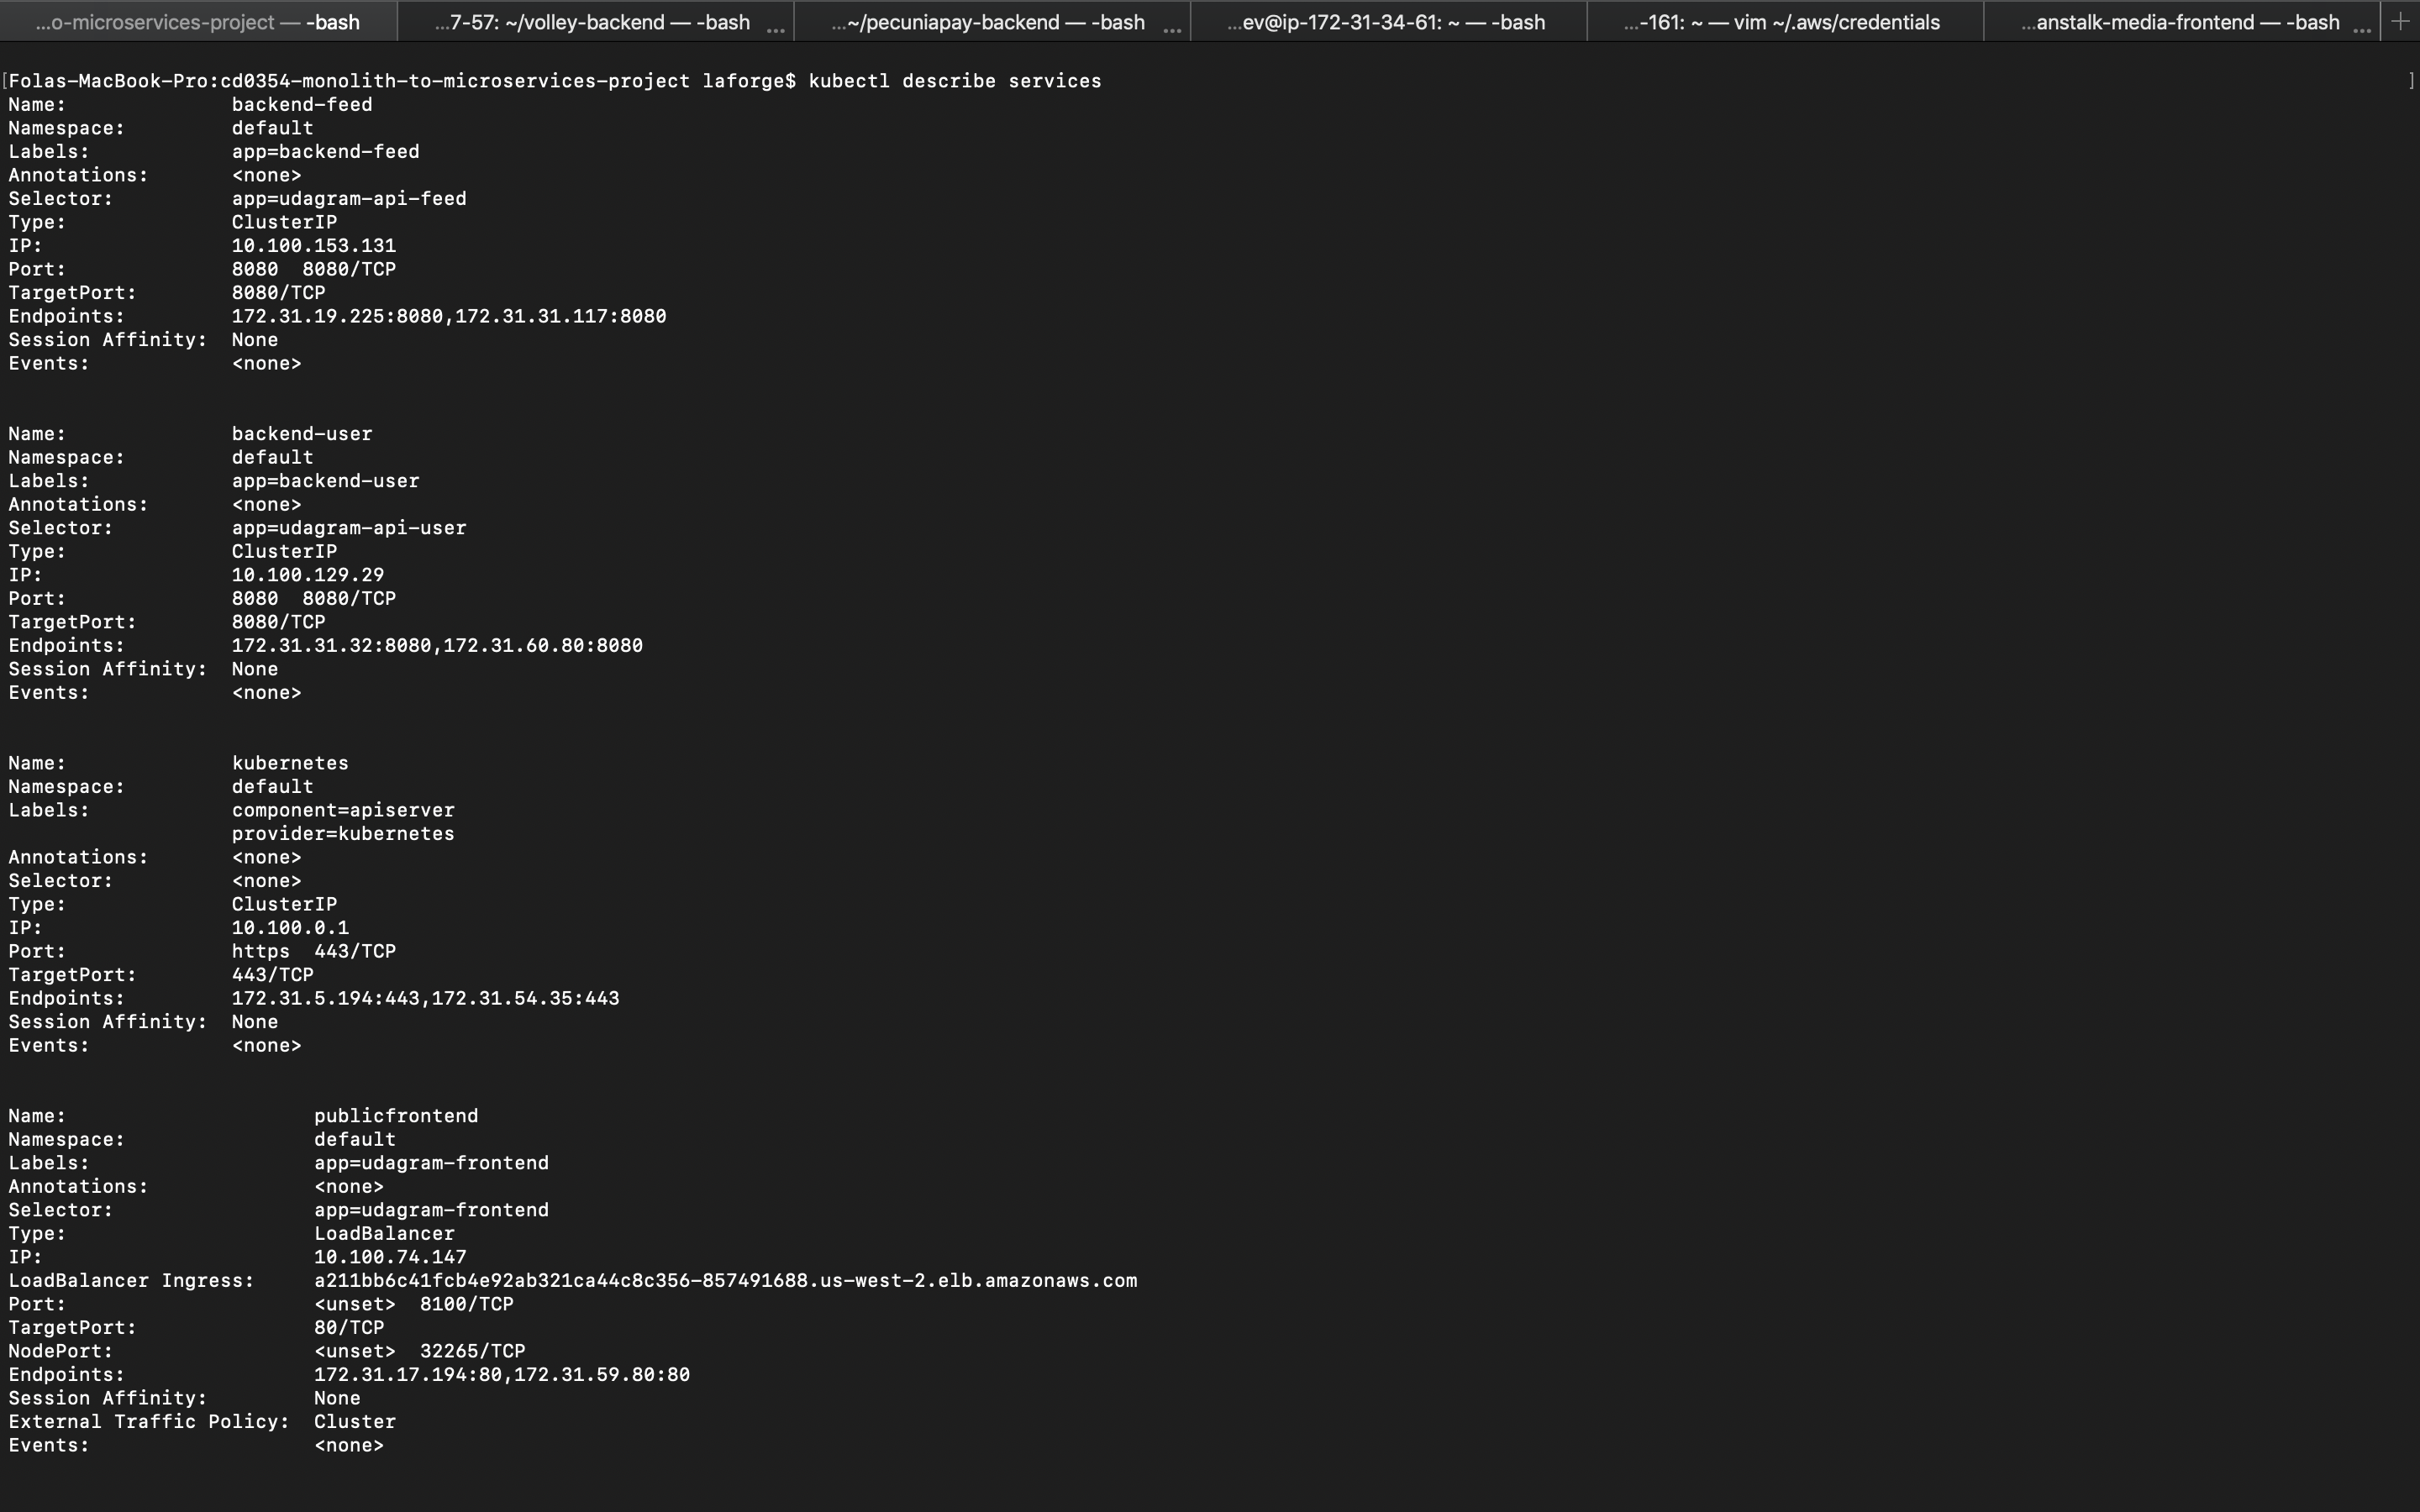 ...o-microservices-project — -bash ...7-57: ~/volley-backend — -bash ... ...~/pecuniapay-backend — -bash ... ...ev@ip-172-31-34-61: ~ — -bash ...-161: ~ — vim ~/.aws/credentials ...anstalk-media-frontend — -bash ... +
[Folas-MacBook-Pro:cd0354-monolith-to-microservices-project laforge$ kubectl describe services ]
Name: backend-feed
Namespace: default
Labels: app=backend-feed
Annotations: <none>
Selector: app=udagram-api-feed
Type: ClusterIP
IP: 10.100.153.131
Port: 8080 8080/TCP
TargetPort: 8080/TCP
Endpoints: 172.31.19.225:8080,172.31.31.117:8080
Session Affinity: None
Events: <none>
Name: backend-user
Namespace: default
Labels: app=backend-user
Annotations: <none>
Selector: app=udagram-api-user
Type: ClusterIP
IP: 10.100.129.29
Port: 8080 8080/TCP
TargetPort: 8080/TCP
Endpoints: 172.31.31.32:8080,172.31.60.80:8080
Session Affinity: None
Events: <none>
Name: kubernetes
Namespace: default
Labels: component=apiserver
provider=kubernetes
Annotations: <none>
Selector: <none>
Type: ClusterIP
IP: 10.100.0.1
Port: https 443/TCP
TargetPort: 443/TCP
Endpoints: 172.31.5.194:443,172.31.54.35:443
Session Affinity: None
Events: <none>
Name: publicfrontend
Namespace: default
Labels: app=udagram-frontend
Annotations: <none>
Selector: app=udagram-frontend
Type: LoadBalancer
IP: 10.100.74.147
LoadBalancer Ingress: a211bb6c41fcb4e92ab321ca44c8c356-857491688.us-west-2.elb.amazonaws.com
Port: <unset> 8100/TCP
TargetPort: 80/TCP
NodePort: <unset> 32265/TCP
Endpoints: 172.31.17.194:80,172.31.59.80:80
Session Affinity: None
External Traffic Policy: Cluster
Events: <none>